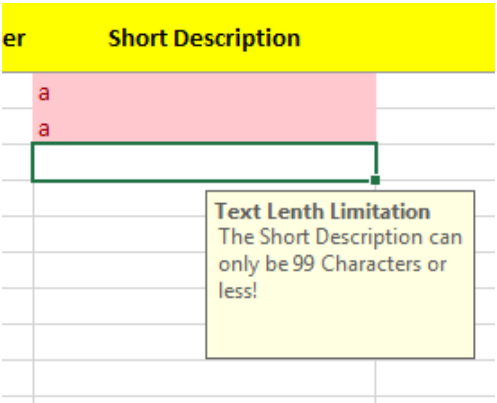 er Short Description
a
a
Text Lenth Limitation
The Short Description can
only be 99 Characters or
less!